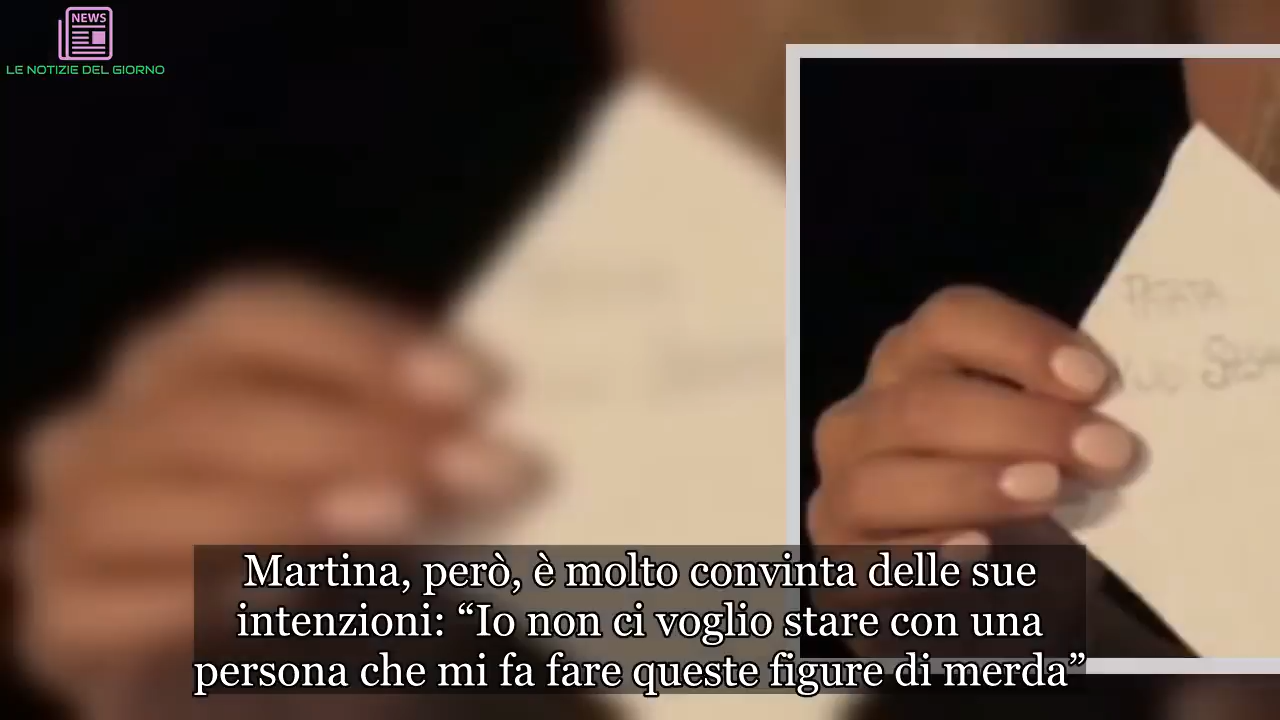 NEWS
LE NOTIZIE DEL GIORNO
Martina, però, è molto convinta delle sue
intenzioni: “Io non ci voglio stare con una
persona che mi fa fare queste figure di merda”